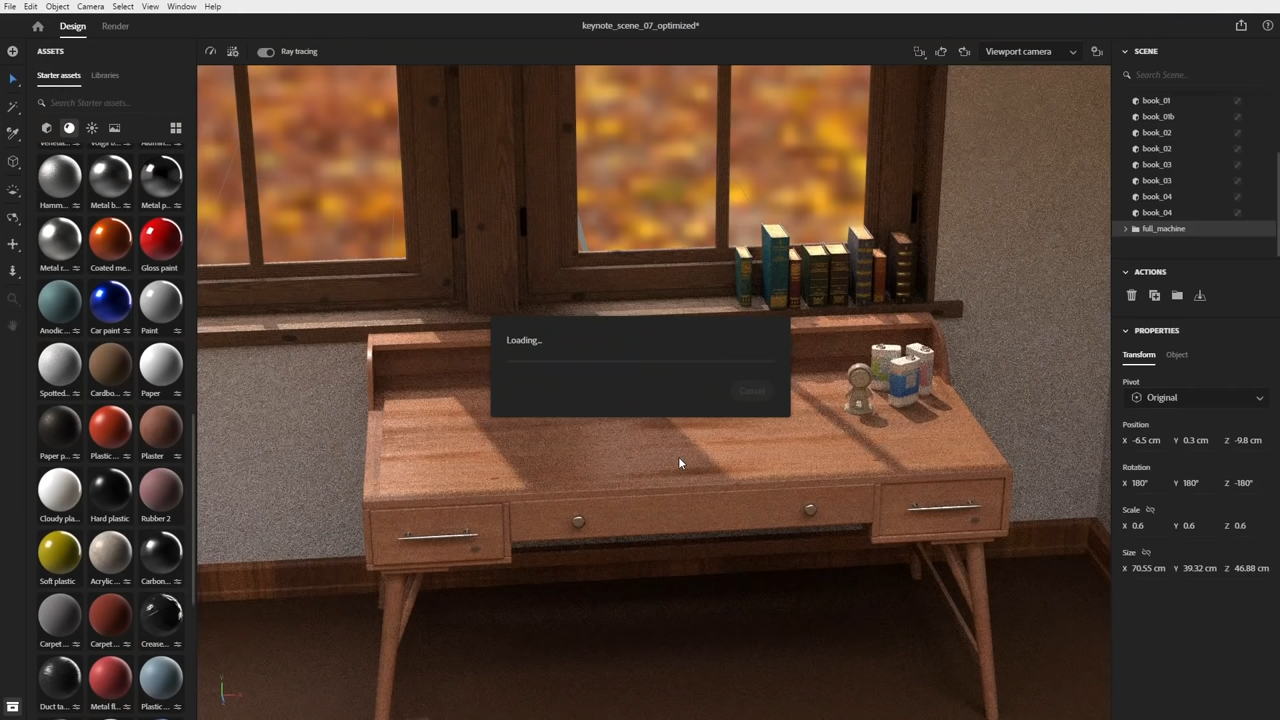 File Edit Object Camera Select View Window Help
Design Render
keynote_scene_07_optimized*
ASSETS
Starter assets Libraries
Search Starter assets...
Hamm... Metal b... Metal p...
Metal r... Coated me... Gloss paint
Anodic ... Car paint Paint
Spotted... Cardbo... Paper
Paper p... Plastic ... Plaster
Cloudy pla... Hard plastic Rubber 2
Soft plastic Acrylic ... Carbon...
Carpet ... Carpet ... Crease...
Duct ta... Metal fl... Plastic ...
Ray tracing
Viewport camera
Loading...
Cancel
SCENE
Search Scene...
book_01
book_01b
book_02
book_02
book_03
book_03
book_04
book_04
full_machine
ACTIONS
PROPERTIES
Transform Object
Pivot
Original
Position
X -6.5 cm Y 0.3 cm Z -9.8 cm
Rotation
X 180° Y 180° Z -180°
Scale
X 0.6 Y 0.6 Z 0.6
Size
X 70.55 cm Y 39.32 cm Z 46.88 cm